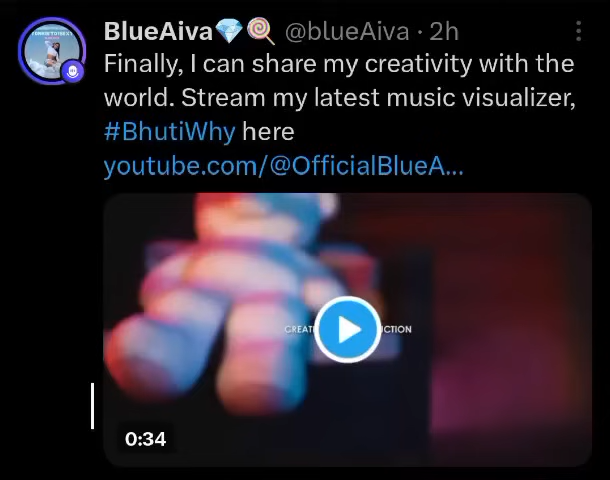 BlueAiva💎🍭 @blueAiva · 2h
Finally, I can share my creativity with the
world. Stream my latest music visualizer,
#BhutiWhy here
youtube.com/@OfficialBlueA...
0:34